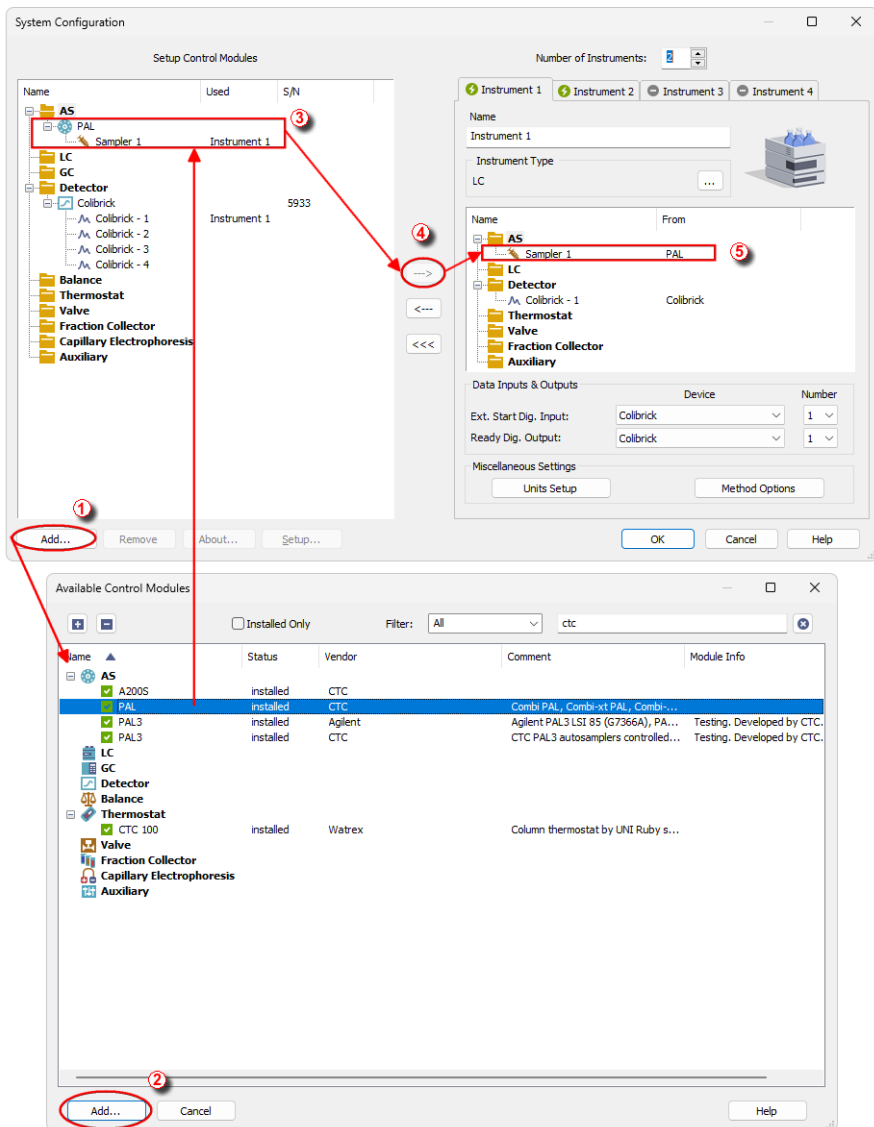 System Configuration
Setup Control Modules
Number of Instruments: 2
Name Used S/N
AS
PAL
Sampler 1 Instrument 1
LC
GC
Detector
Colibrick 5933
Colibrick - 1 Instrument 1
Colibrick - 2
Colibrick - 3
Colibrick - 4
Balance
Thermostat
Valve
Fraction Collector
Capillary Electrophoresis
Auxiliary
3
4
--->
<---
<<<
Instrument 1 Instrument 2 Instrument 3 Instrument 4
Name
Instrument 1
Instrument Type
LC ...
Name From
AS
Sampler 1 PAL
5
LC
Detector
Colibrick - 1 Colibrick
Thermostat
Valve
Fraction Collector
Auxiliary
Data Inputs & Outputs
Device Number
Ext. Start Dig. Input: Colibrick 1
Ready Dig. Output: Colibrick 1
Miscellaneous Settings
Units Setup Method Options
1
Add... Remove About... Setup...
OK Cancel Help
Available Control Modules
Installed Only Filter: All ctc
Name Status Vendor Comment Module Info
AS
A200S installed CTC
PAL installed CTC Combi PAL, Combi-xt PAL, Combi-...
PAL3 installed Agilent Agilent PAL3 LSI 85 (G7366A), PA... Testing. Developed by CTC.
PAL3 installed CTC CTC PAL3 autosamplers controlled... Testing. Developed by CTC.
LC
GC
Detector
Balance
Thermostat
CTC 100 installed Watrex Column thermostat by UNI Ruby s...
Valve
Fraction Collector
Capillary Electrophoresis
Auxiliary
2
Add... Cancel Help